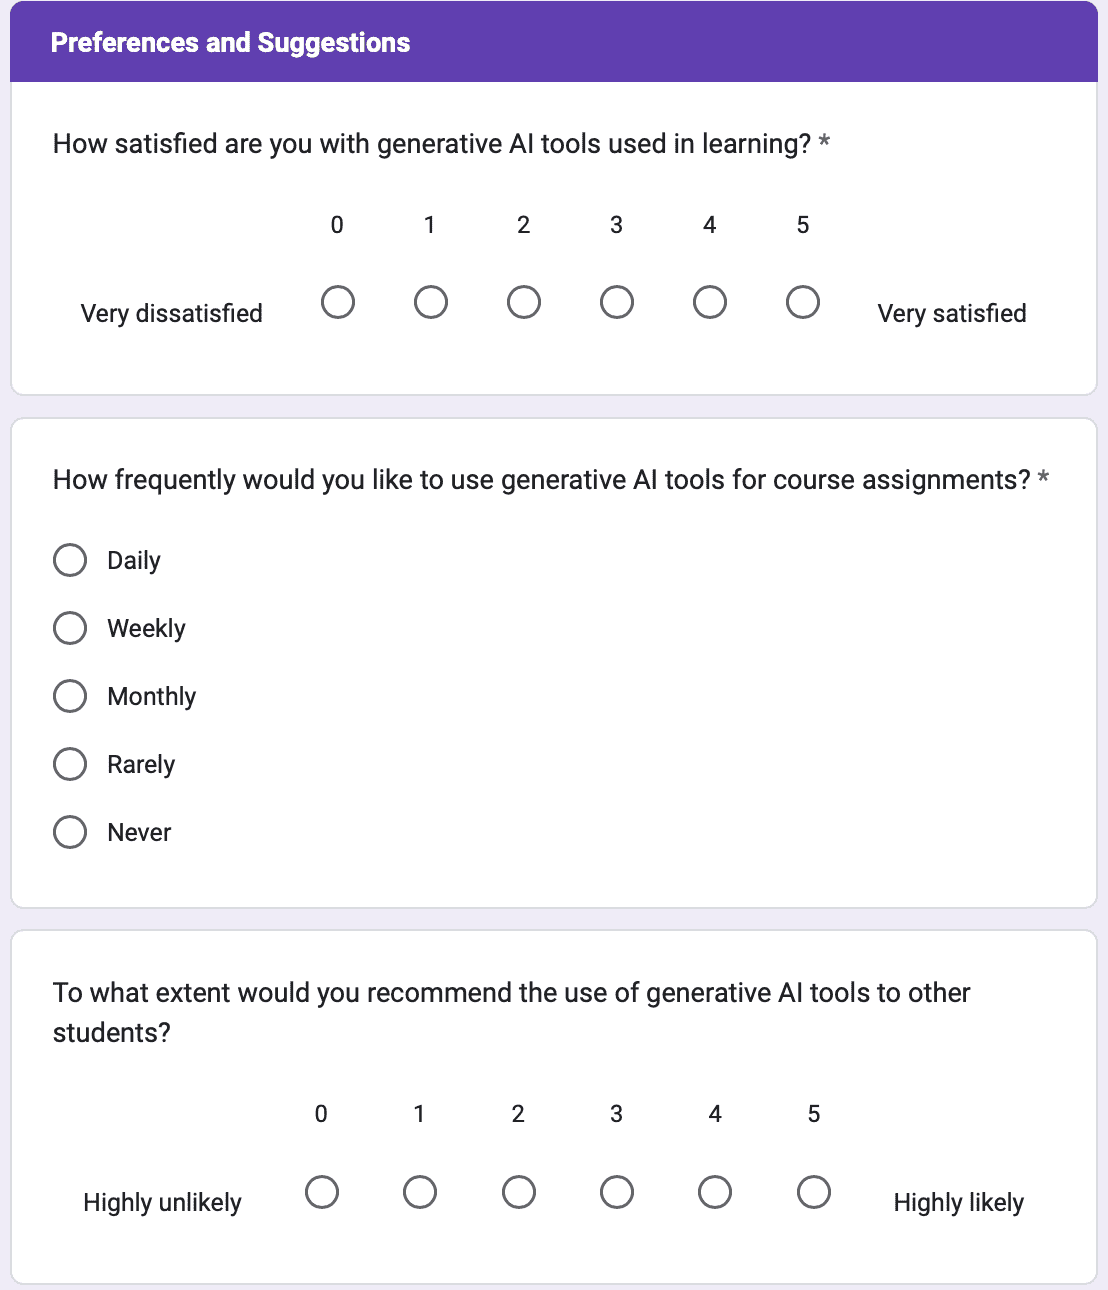 Preferences and Suggestions
How satisfied are you with generative AI tools used in learning? *
0 1 2 3 4 5
Very dissatisfied Very satisfied
How frequently would you like to use generative AI tools for course assignments? *
Daily
Weekly
Monthly
Rarely
Never
To what extent would you recommend the use of generative AI tools to other
students?
0 1 2 3 4 5
Highly unlikely Highly likely